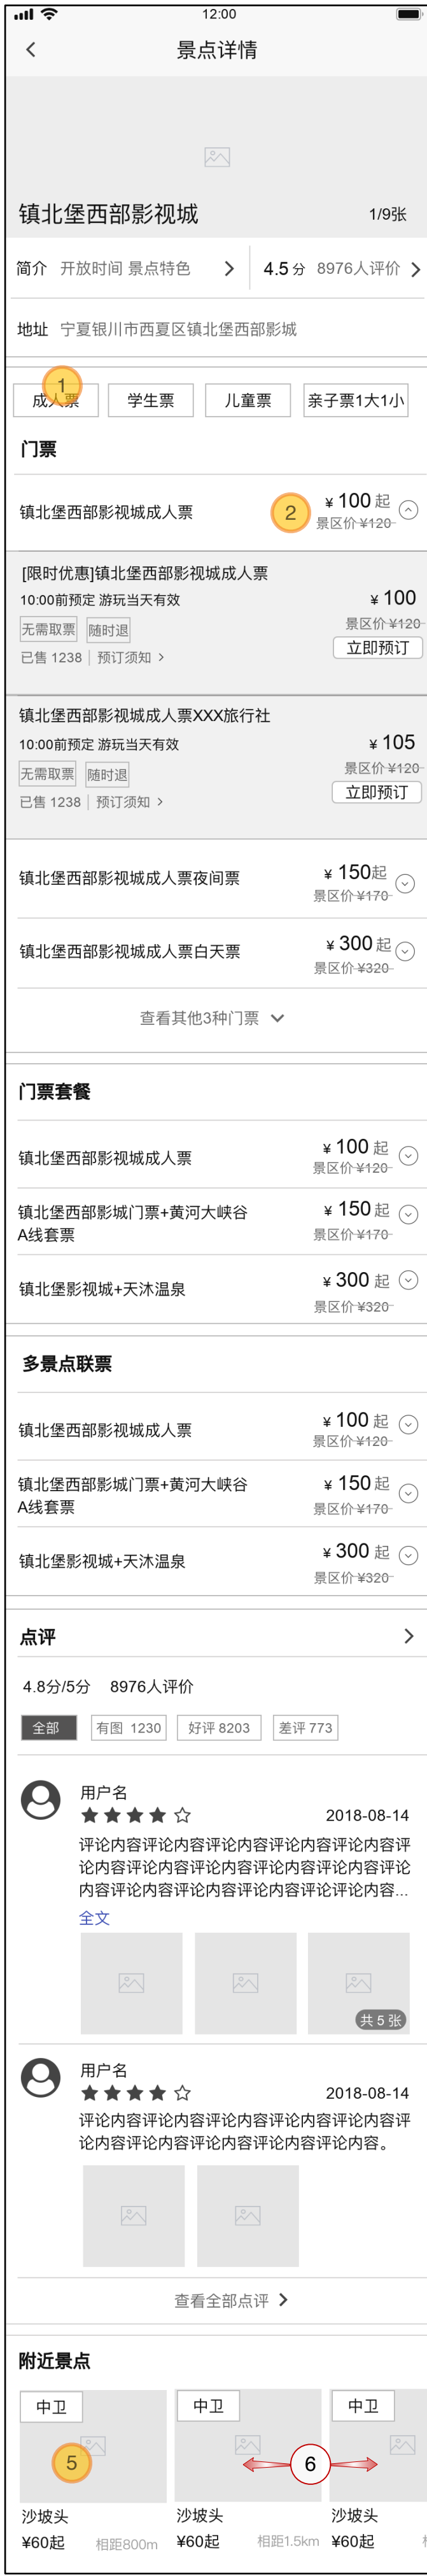 12:00
景点详情
镇北堡西部影视城 1/9张
简介 开放时间 景点特色 4.5 分 8976人评价
地址 宁夏银川市西夏区镇北堡西部影城
1
成人票 学生票 儿童票 亲子票1大1小
门票
镇北堡西部影视城成人票 2 ¥ 100 起
景区价 ¥120
[限时优惠]镇北堡西部影视城成人票
10:00前预定 游玩当天有效 ¥ 100
景区价 ¥120
无需取票 随时退 立即预订
已售 1238 预订须知
镇北堡西部影视城成人票XXX旅行社
10:00前预定 游玩当天有效 ¥ 105
景区价 ¥120
无需取票 随时退 立即预订
已售 1238 预订须知
镇北堡西部影视城成人票夜间票 ¥ 150起
景区价 ¥170
镇北堡西部影视城成人票白天票 ¥ 300 起
景区价 ¥320
查看其他3种门票
门票套餐
镇北堡西部影视城成人票 ¥ 100 起
景区价 ¥120
镇北堡西部影城门票+黄河大峡谷 ¥ 150 起
A线套票 景区价 ¥170
镇北堡影视城+天沐温泉 ¥ 300 起
景区价 ¥320
多景点联票
镇北堡西部影视城成人票 ¥ 100 起
景区价 ¥120
镇北堡西部影城门票+黄河大峡谷 ¥ 150 起
A线套票 景区价 ¥170
镇北堡影视城+天沐温泉 ¥ 300 起
景区价 ¥320
点评
4.8分/5分 8976人评价
全部 有图 1230 好评 8203 差评 773
用户名
2018-08-14
评论内容评论内容评论内容评论内容评论内容评
论内容评论内容评论内容评论内容评论内容评论
内容评论内容评论内容评论内容评论评论内容...
全文
共 5 张
用户名
2018-08-14
评论内容评论内容评论内容评论内容评论内容评
论内容评论内容评论内容评论内容评论内容。
查看全部点评
附近景点
中卫 中卫 中卫
5 6
沙坡头 沙坡头 沙坡头
¥60起 相距800m ¥60起 相距1.5km ¥60起